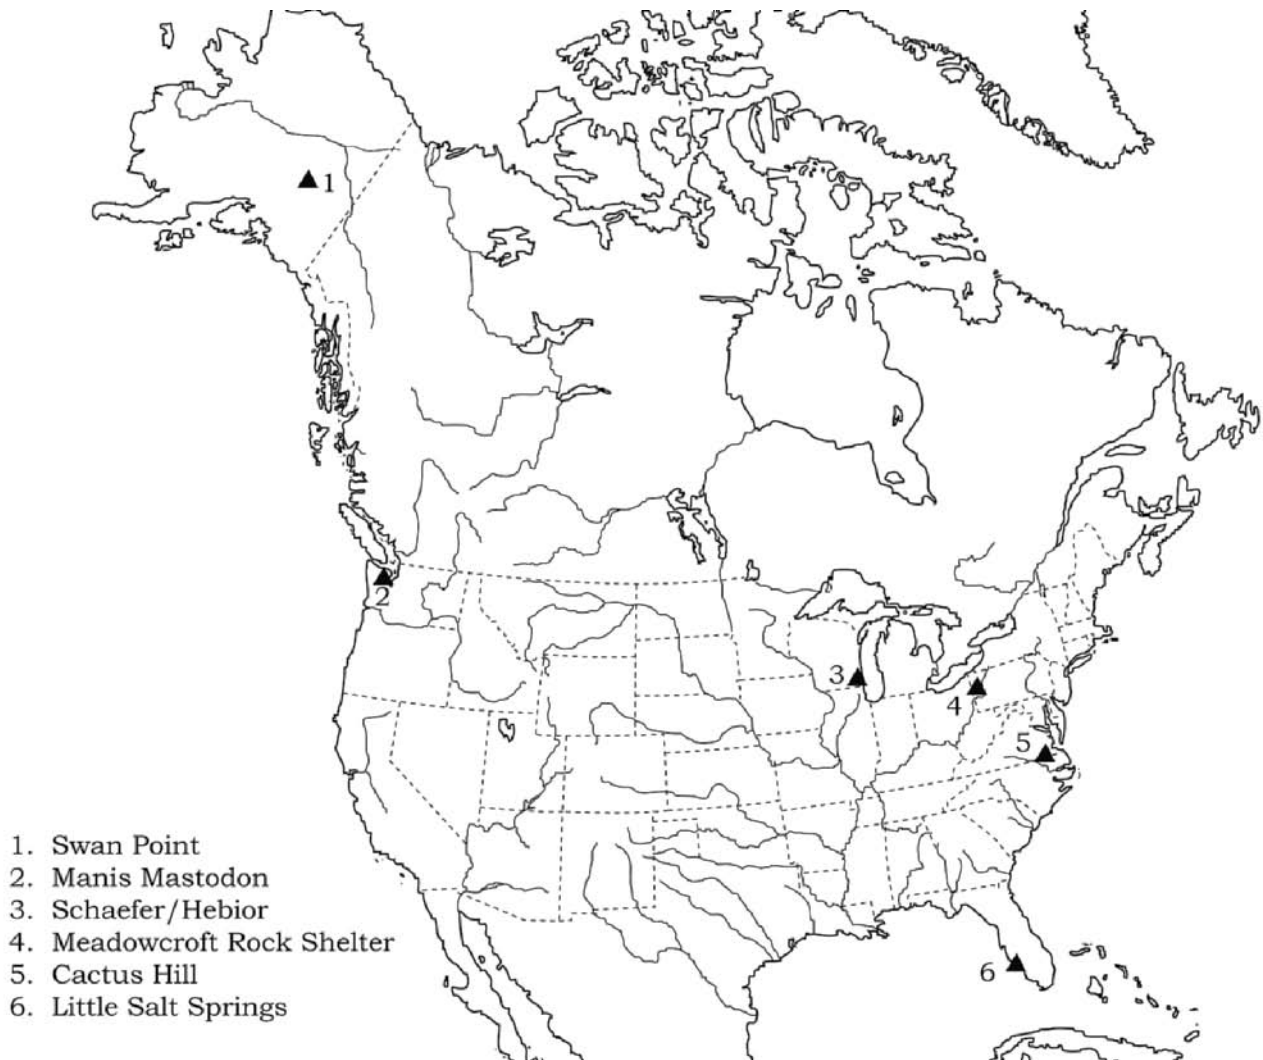 1
2
3
4
5
6
1. Swan Point
2. Manis Mastodon
3. Schaefer/Hebior
4. Meadowcroft Rock Shelter
5. Cactus Hill
6. Little Salt Springs